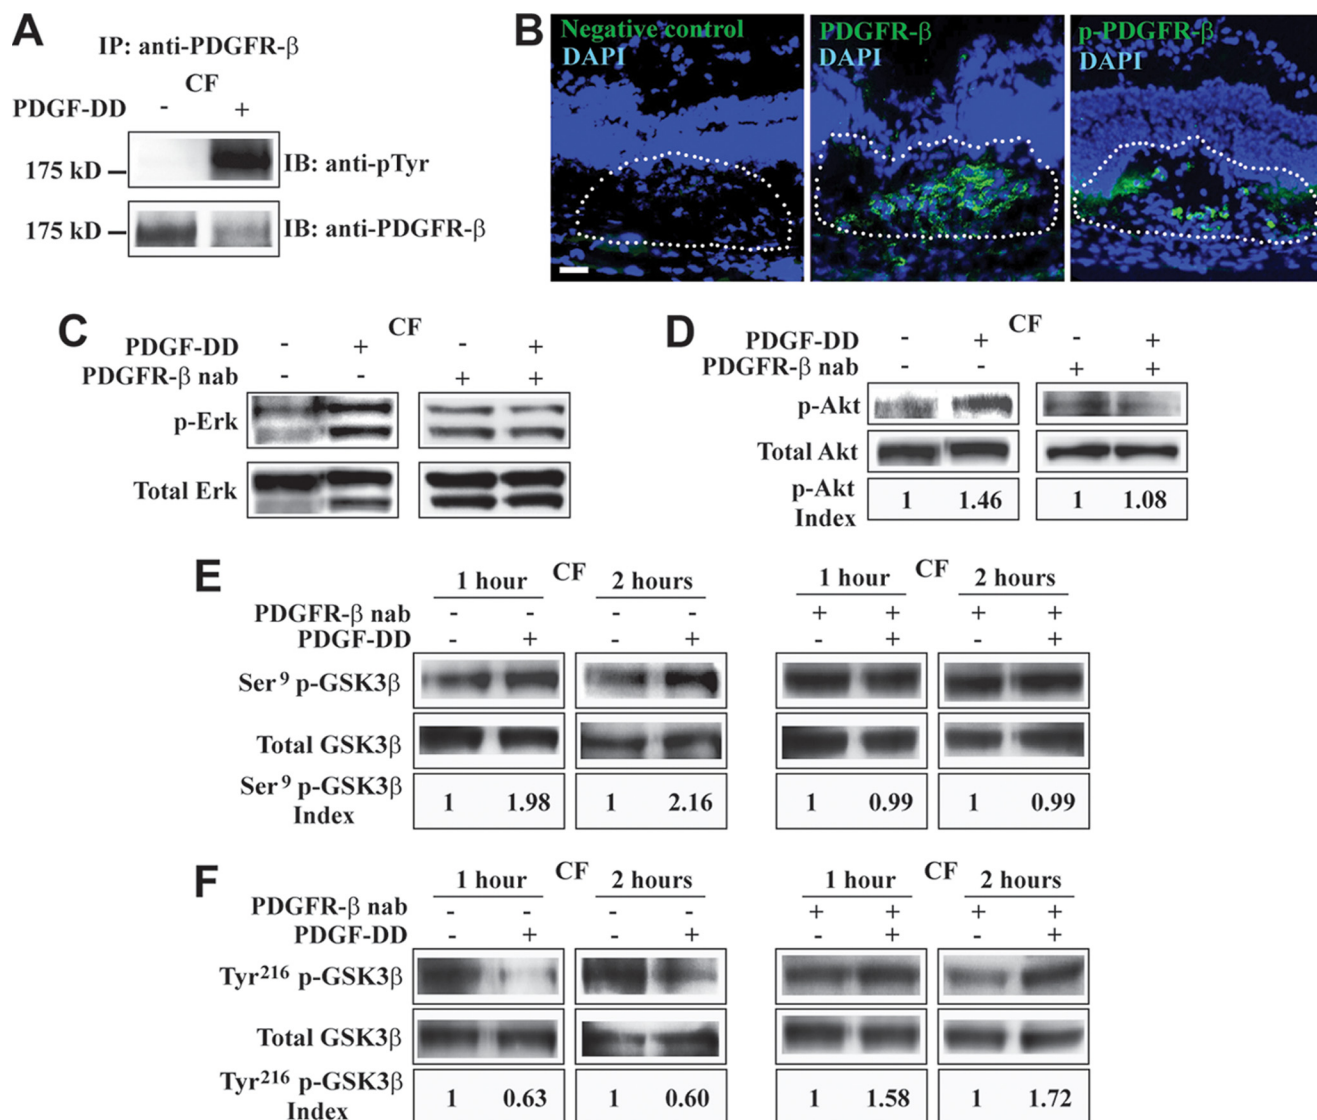 A
IP: anti-PDGFR-β
CF
PDGF-DD - +
175 kD
IB: anti-pTyr
175 kD
IB: anti-PDGFR-β
B
Negative control
DAPI
PDGFR-β
DAPI
p-PDGFR-β
DAPI
C
CF
PDGF-DD - + - +
PDGFR-β nab - - + +
p-Erk
Total Erk
D
CF
PDGF-DD - + - +
PDGFR-β nab - - + +
p-Akt
Total Akt
p-Akt
Index
1 1.46 1 1.08
E
1 hour CF 2 hours 1 hour CF 2 hours
PDGFR-β nab - - - - + + + +
PDGF-DD - + - + - + - +
Ser⁹ p-GSK3β
Total GSK3β
Ser⁹ p-GSK3β
Index
1 1.98 1 2.16 1 0.99 1 0.99
F
1 hour CF 2 hours 1 hour CF 2 hours
PDGFR-β nab - - - - + + + +
PDGF-DD - + - + - + - +
Tyr²¹⁶ p-GSK3β
Total GSK3β
Tyr²¹⁶ p-GSK3β
Index
1 0.63 1 0.60 1 1.58 1 1.72